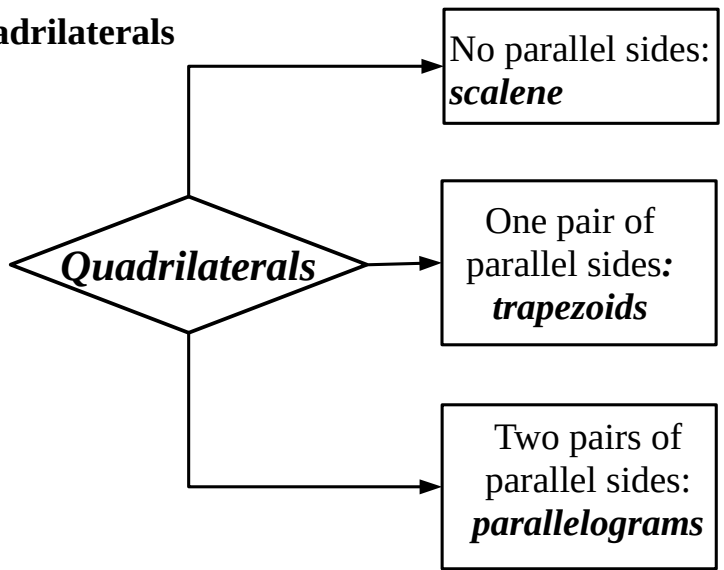 adrilaterals
No parallel sides:
scalene
Quadrilaterals
One pair of
parallel sides:
trapezoids
Two pairs of
parallel sides:
parallelograms